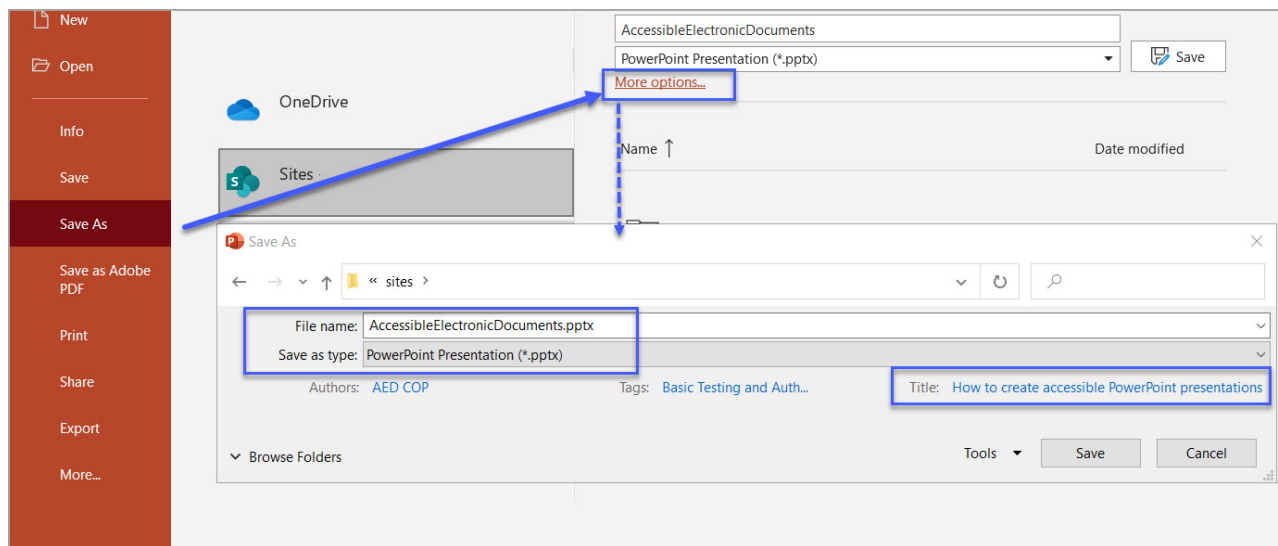 New
Open
Info
Save
Save As
Save as Adobe
PDF
Print
Share
Export
More...
OneDrive
Sites
AccessibleElectronicDocuments
PowerPoint Presentation (*.pptx)
Save
More options...
Name ↑
Date modified
Save As
« sites >
File name: AccessibleElectronicDocuments.pptx
Save as type: PowerPoint Presentation (*.pptx)
Authors: AED COP Tags: Basic Testing and Auth... Title: How to create accessible PowerPoint presentations
Browse Folders
Tools Save Cancel